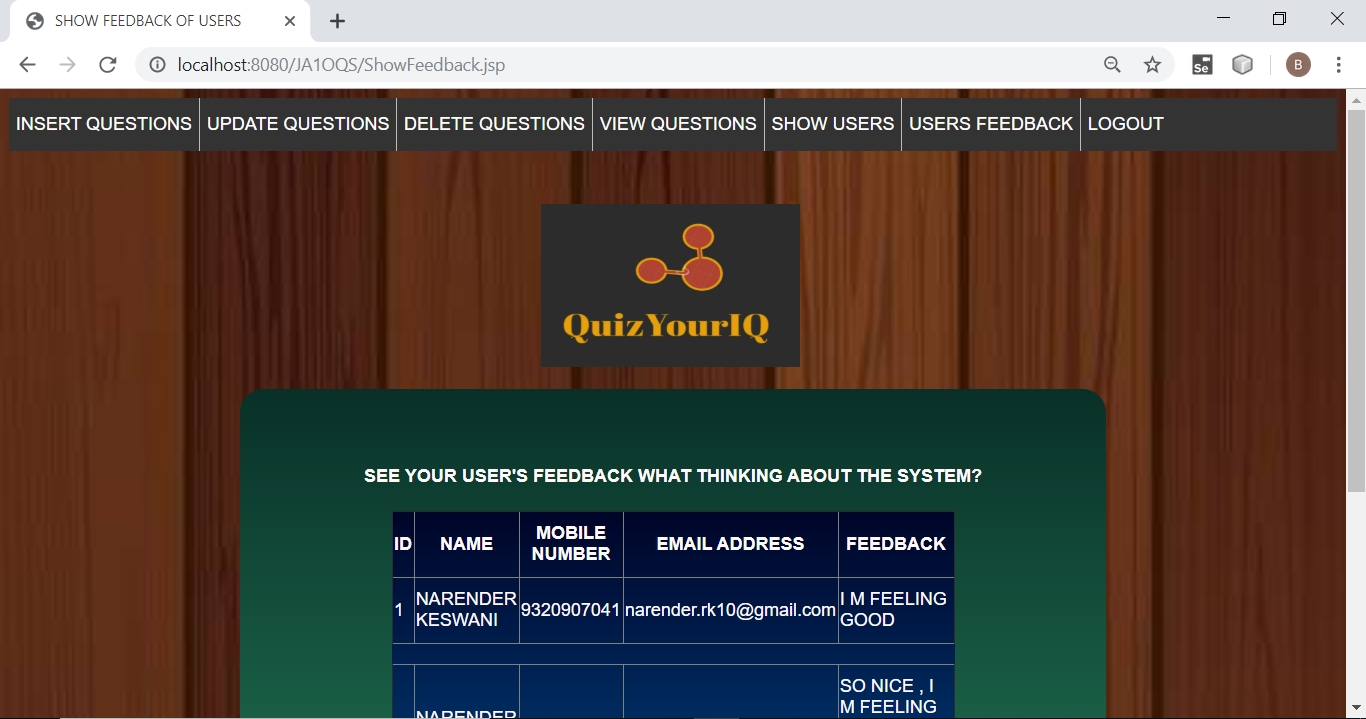 SHOW FEEDBACK OF USERS
localhost:8080/JA1OQS/ShowFeedback.jsp
Se
B
INSERT QUESTIONS UPDATE QUESTIONS DELETE QUESTIONS VIEW QUESTIONS SHOW USERS USERS FEEDBACK LOGOUT
QuizYourIQ
SEE YOUR USER'S FEEDBACK WHAT THINKING ABOUT THE SYSTEM?
ID NAME MOBILE NUMBER EMAIL ADDRESS FEEDBACK
1 NARENDER KESWANI 9320907041 narender.rk10@gmail.com I M FEELING GOOD
NARENDER SO NICE , I M FEELING